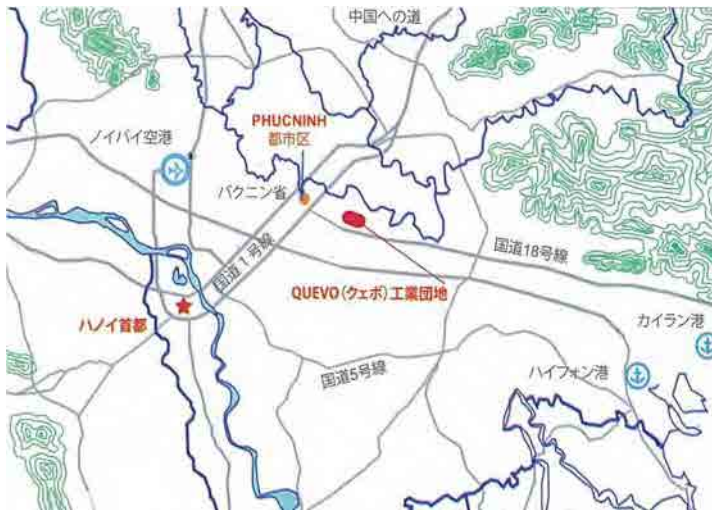 中国への道
PHUCNINH
都市区
ノイバイ空港
バクニン省
国道1号線
国道18号線
QUEVO(クェボ)工業団地
カイラン港
ハノイ首都
国道5号線
ハイフォン港